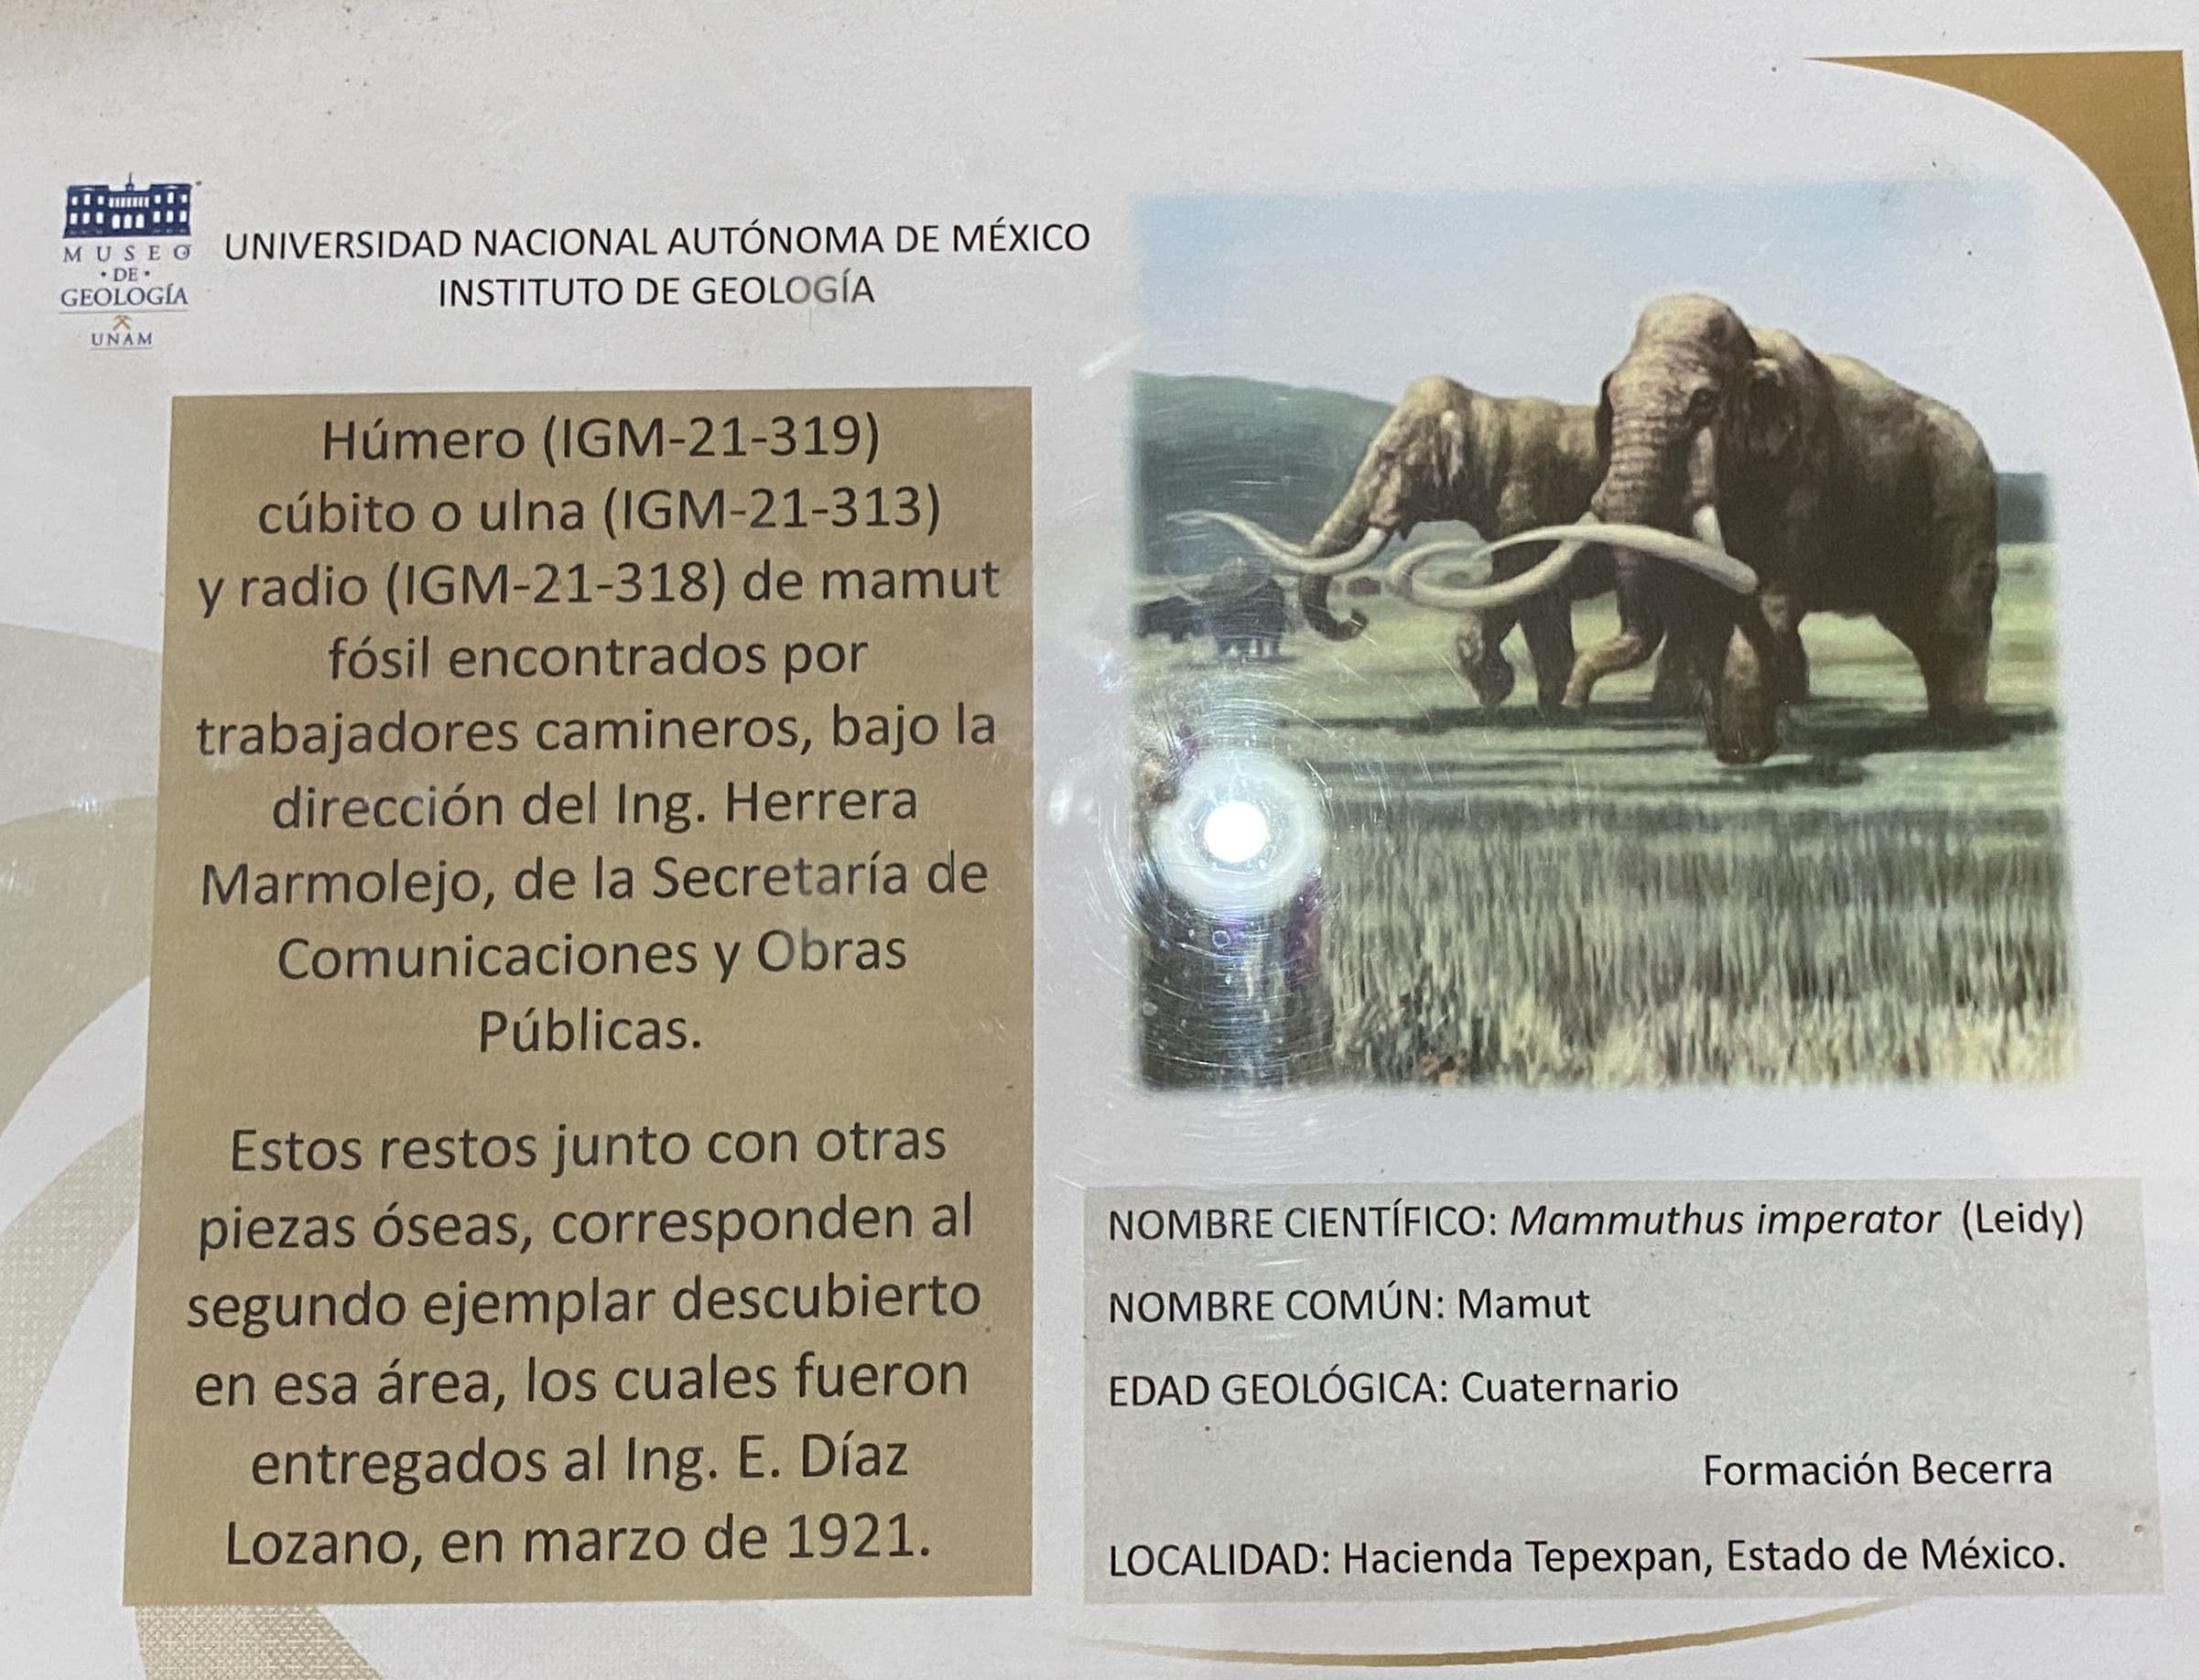 MUSEO
• DE •
GEOLOGÍA
UNAM
UNIVERSIDAD NACIONAL AUTÓNOMA DE MÉXICO
INSTITUTO DE GEOLOGÍA
Húmero (IGM-21-319)
cúbito o ulna (IGM-21-313)
y radio (IGM-21-318) de mamut
fósil encontrados por
trabajadores camineros, bajo la
dirección del Ing. Herrera
Marmolejo, de la Secretaría de
Comunicaciones y Obras
Públicas.
Estos restos junto con otras
piezas óseas, corresponden al
segundo ejemplar descubierto
en esa área, los cuales fueron
entregados al Ing. E. Díaz
Lozano, en marzo de 1921.
NOMBRE CIENTÍFICO: Mammuthus imperator (Leidy)
NOMBRE COMÚN: Mamut
EDAD GEOLÓGICA: Cuaternario
Formación Becerra
LOCALIDAD: Hacienda Tepexpan, Estado de México.